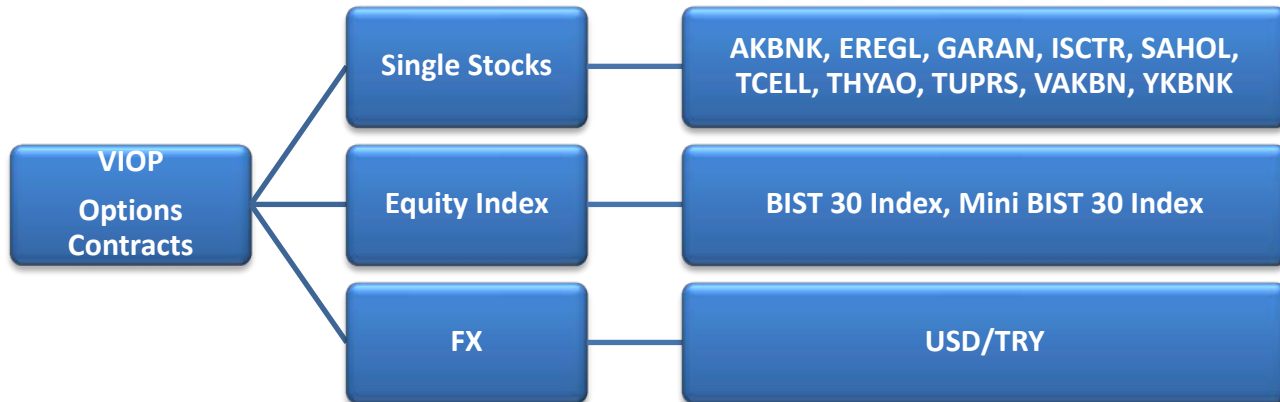 VIOP
Options
Contracts
Single Stocks
AKBNK, EREGL, GARAN, ISCTR, SAHOL,
TCELL, THYAO, TUPRS, VAKBN, YKBNK
Equity Index
BIST 30 Index, Mini BIST 30 Index
FX
USD/TRY